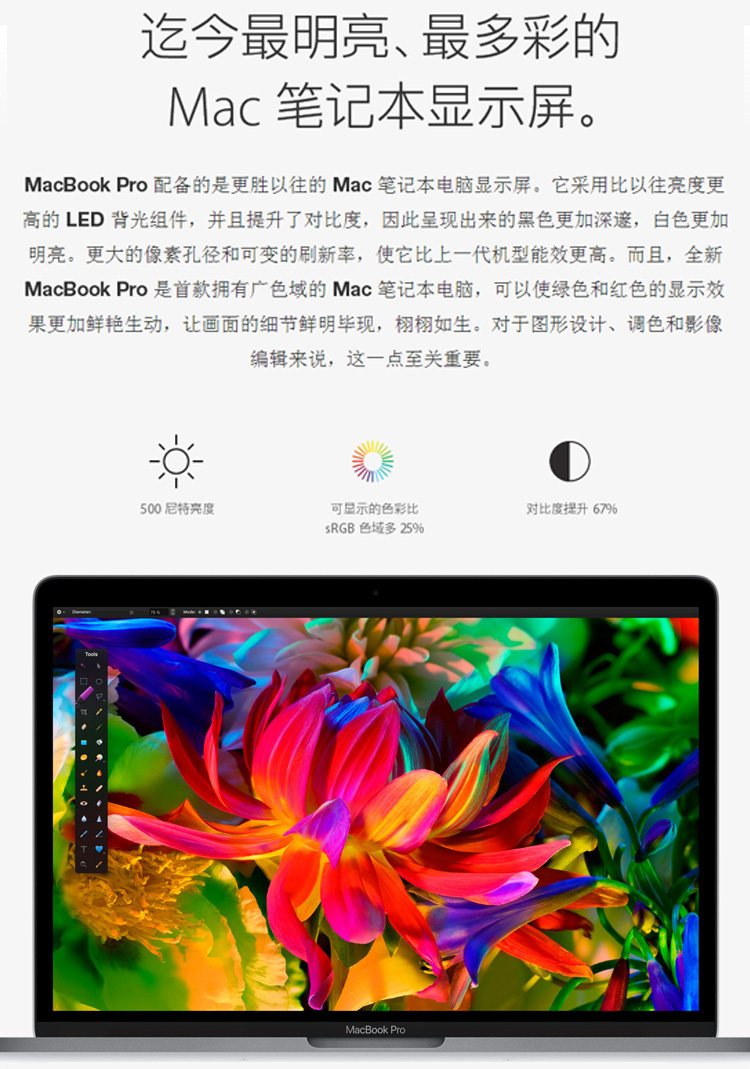 迄今最明亮、最多彩的
Mac 笔记本显示屏。
MacBook Pro 配备的是更胜以往的 Mac 笔记本电脑显示屏。它采用比以往亮度更
高的 LED 背光组件，并且提升了对比度，因此呈现出来的黑色更加深邃，白色更加
明亮。更大的像素孔径和可变的刷新率，使它比上一代机型能效更高。而且，全新
MacBook Pro 是首款拥有广色域的 Mac 笔记本电脑，可以使绿色和红色的显示效
果更加鲜艳生动，让画面的细节鲜明毕现，栩栩如生。对于图形设计、调色和影像
编辑来说，这一点至关重要。
500 尼特亮度
可显示的色彩比
sRGB 色域多 25%
对比度提升 67%
Diameter: 75 % Mode:
Tools
MacBook Pro